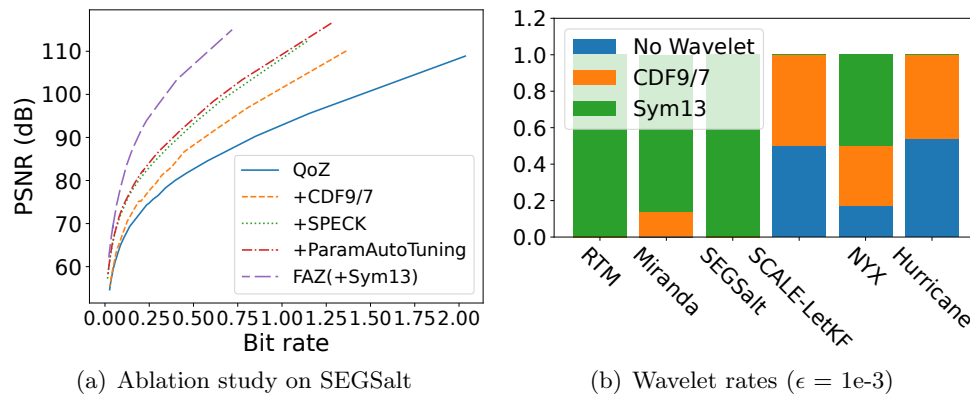 110
100
90
80
70
60
PSNR (dB)
QoZ
+CDF9/7
+SPECK
+ParamAutoTuning
FAZ(+Sym13)
0.00 0.25 0.50 0.75 1.00 1.25 1.50 1.75 2.00
Bit rate
(a) Ablation study on SEGSalt
1.2
1.0
0.8
0.6
0.4
0.2
0.0
No Wavelet
CDF9/7
Sym13
RTM
Miranda
SEGSalt
SCALE-LetKF
NYX
Hurricane
(b) Wavelet rates (ϵ = 1e-3)